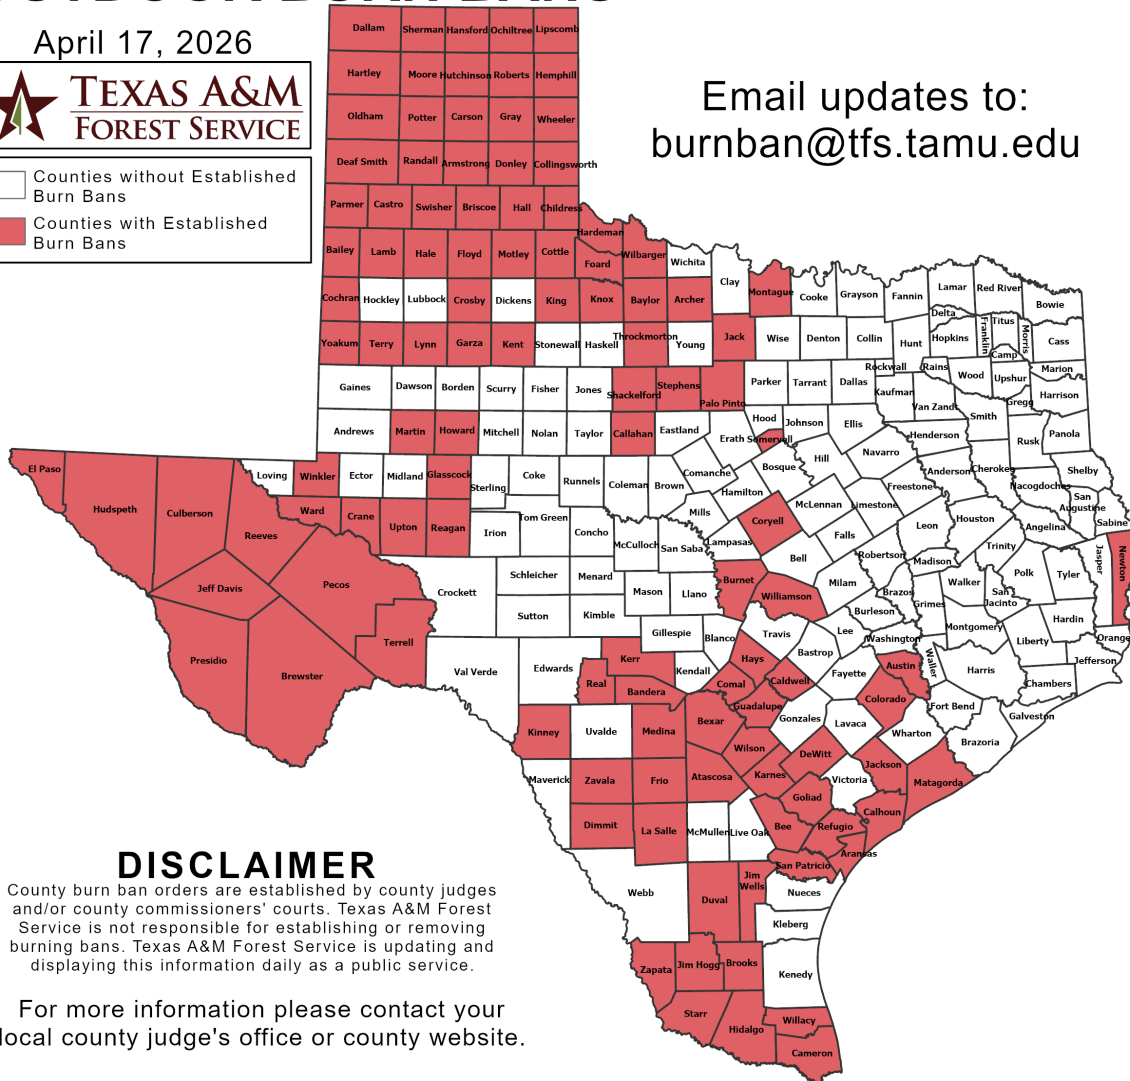 April 17, 2026
TEXAS A&M
FOREST SERVICE
Counties without Established
Burn Bans
Counties with Established
Burn Bans
Email updates to:
burnban@tfs.tamu.edu
Dallam Sherman Hansford Ochiltree Lipscomb
Hartley Moore Hutchinson Roberts Hemphill
Oldham Potter Carson Gray Wheeler
Deaf Smith Randall Armstrong Donley Collingsworth
Parmer Castro Swisher Briscoe Hall Childress
Hardeman
Bailey Lamb Hale Floyd Motley Cottle Foard Wilbarger Wichita
Clay Montague Cooke Grayson Fannin Lamar Red River Bowie
Cochran Hockley Lubbock Crosby Dickens King Knox Baylor Archer
Delta Titus Franklin Morris Cass
Yoakum Terry Lynn Garza Kent Stonewall Haskell Throckmorton Young Jack Wise Denton Collin Hunt Hopkins
Camp Rockwall Rains Wood Upshur Marion
Gaines Dawson Borden Scurry Fisher Jones Shackelford Stephens Palo Pinto Parker Tarrant Dallas Kaufman Van Zandt Gregg Harrison
Andrews Martin Howard Mitchell Nolan Taylor Callahan Eastland Erath Hood Somervell Johnson Ellis Henderson Smith Rusk Panola
El Paso Loving Winkler Ector Midland Glasscock Sterling Coke Runnels Coleman Brown Comanche Hamilton Bosque Hill Navarro Anderson Cherokee Shelby
Freestone Nacogdoches San
Augustine
Hudspeth Culberson Reeves Ward Crane Upton Reagan Irion Tom Green Concho McCulloch San Saba Mills Lampasas Coryell McLennan Limestone Falls Leon Houston Angelina Sabine
Jeff Davis Pecos Crockett Schleicher Menard Mason Llano Burnet Bell Williamson Milam Robertson Madison Trinity Polk Tyler Jasper Newton
Sutton Kimble Brazos Burleson Grimes Walker San
Jacinto Hardin
Presidio Brewster Terrell Val Verde Edwards Gillespie Blanco Travis Lee Washington Montgomery Liberty Orange
Kerr Real Bandera Kendall Hays Comal Caldwell Bastrop Fayette Austin Waller Harris Chambers Jefferson
Kinney Uvalde Medina Bexar Guadalupe Gonzales Lavaca Colorado Fort Bend Wharton Brazoria Galveston
Maverick Zavala Frio Atascosa Wilson Karnes DeWitt Victoria Jackson Matagorda
Dimmit La Salle McMullen Live Oak Bee Goliad Refugio Calhoun
Aransas
San Patricio
Webb Duval Jim
Wells Nueces
Kleberg
Zapata Jim Hogg Brooks Kenedy
Starr Hidalgo Willacy
Cameron
DISCLAIMER
County burn ban orders are established by county judges
and/or county commissioners' courts. Texas A&M Forest
Service is not responsible for establishing or removing
burning bans. Texas A&M Forest Service is updating and
displaying this information daily as a public service.
For more information please contact your
local county judge's office or county website.